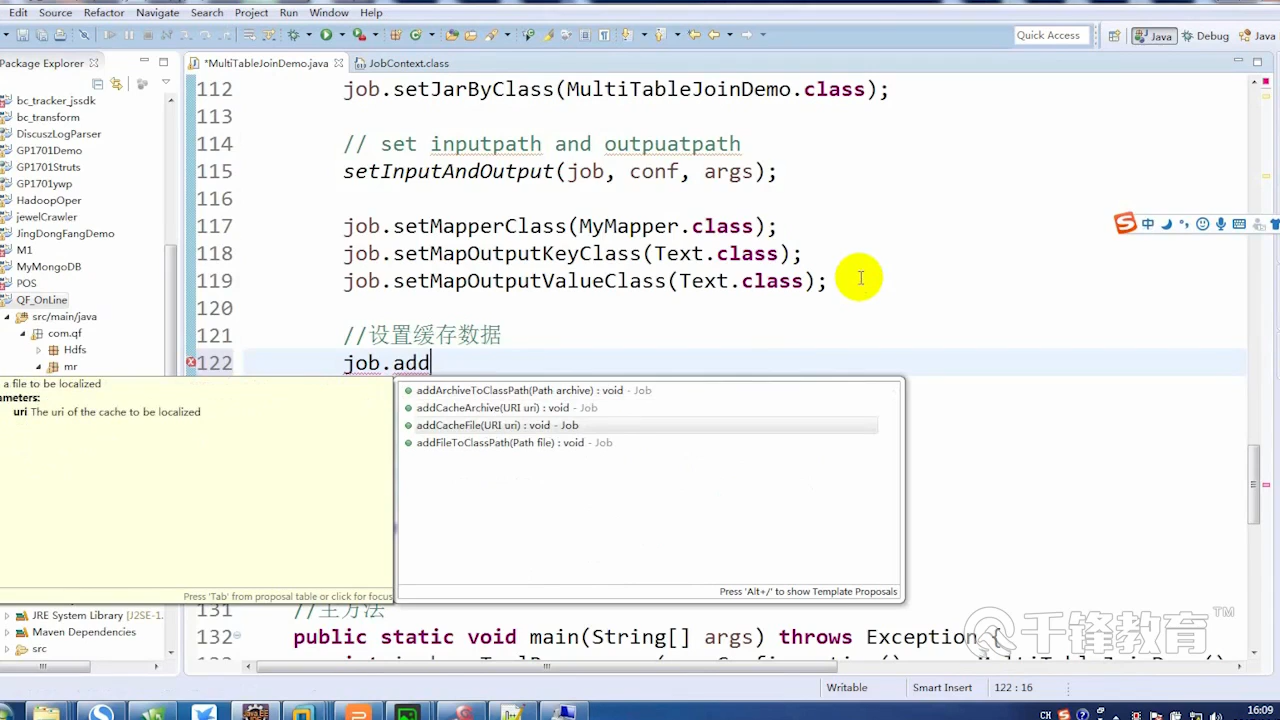 Edit Source Refactor Navigate Search Project Run Window Help
Quick Access
Java
Debug
Java
Package Explorer
*MultiTableJoinDemo.java
JobContext.class
bc_tracker_jssdk
bc_transform
DiscuszLogParser
GP1701Demo
GP1701Struts
GP1701ywp
HadoopOper
jewelCrawler
JingDongFangDemo
M1
MyMongoDB
POS
QF_OnLine
src/main/java
com.qf
Hdfs
mr
112 job.setJarByClass(MultiTableJoinDemo.class);
113
114 // set inputpath and outpuatpath
115 setInputAndOutput(job, conf, args);
116
117 job.setMapperClass(MyMapper.class);
118 job.setMapOutputKeyClass(Text.class);
119 job.setMapOutputValueClass(Text.class);
120
121 //设置缓存数据
122 job.add
中
a file to be localized
ameters:
uri The uri of the cache to be localized
Press 'Tab' from proposal table or click for focus
addArchiveToClassPath(Path archive) : void - Job
addCacheArchive(URI uri) : void - Job
addCacheFile(URI uri) : void - Job
addFileToClassPath(Path file) : void - Job
Press 'Alt+/' to show Template Proposals
JRE System Library [J2SE-1.
Maven Dependencies
src
131 //主方法
132 public static void main(String[] args) throws Exception {
千锋教育™
Writable
Smart Insert
122 : 16
CH
16:09